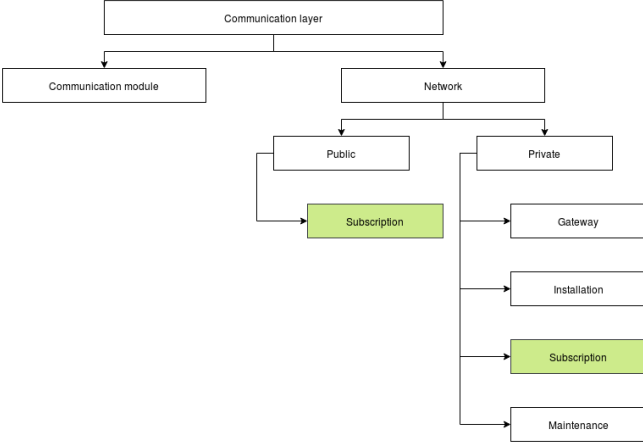 Communication layer
Communication module
Network
Public
Private
Subscription
Gateway
Installation
Subscription
Maintenance